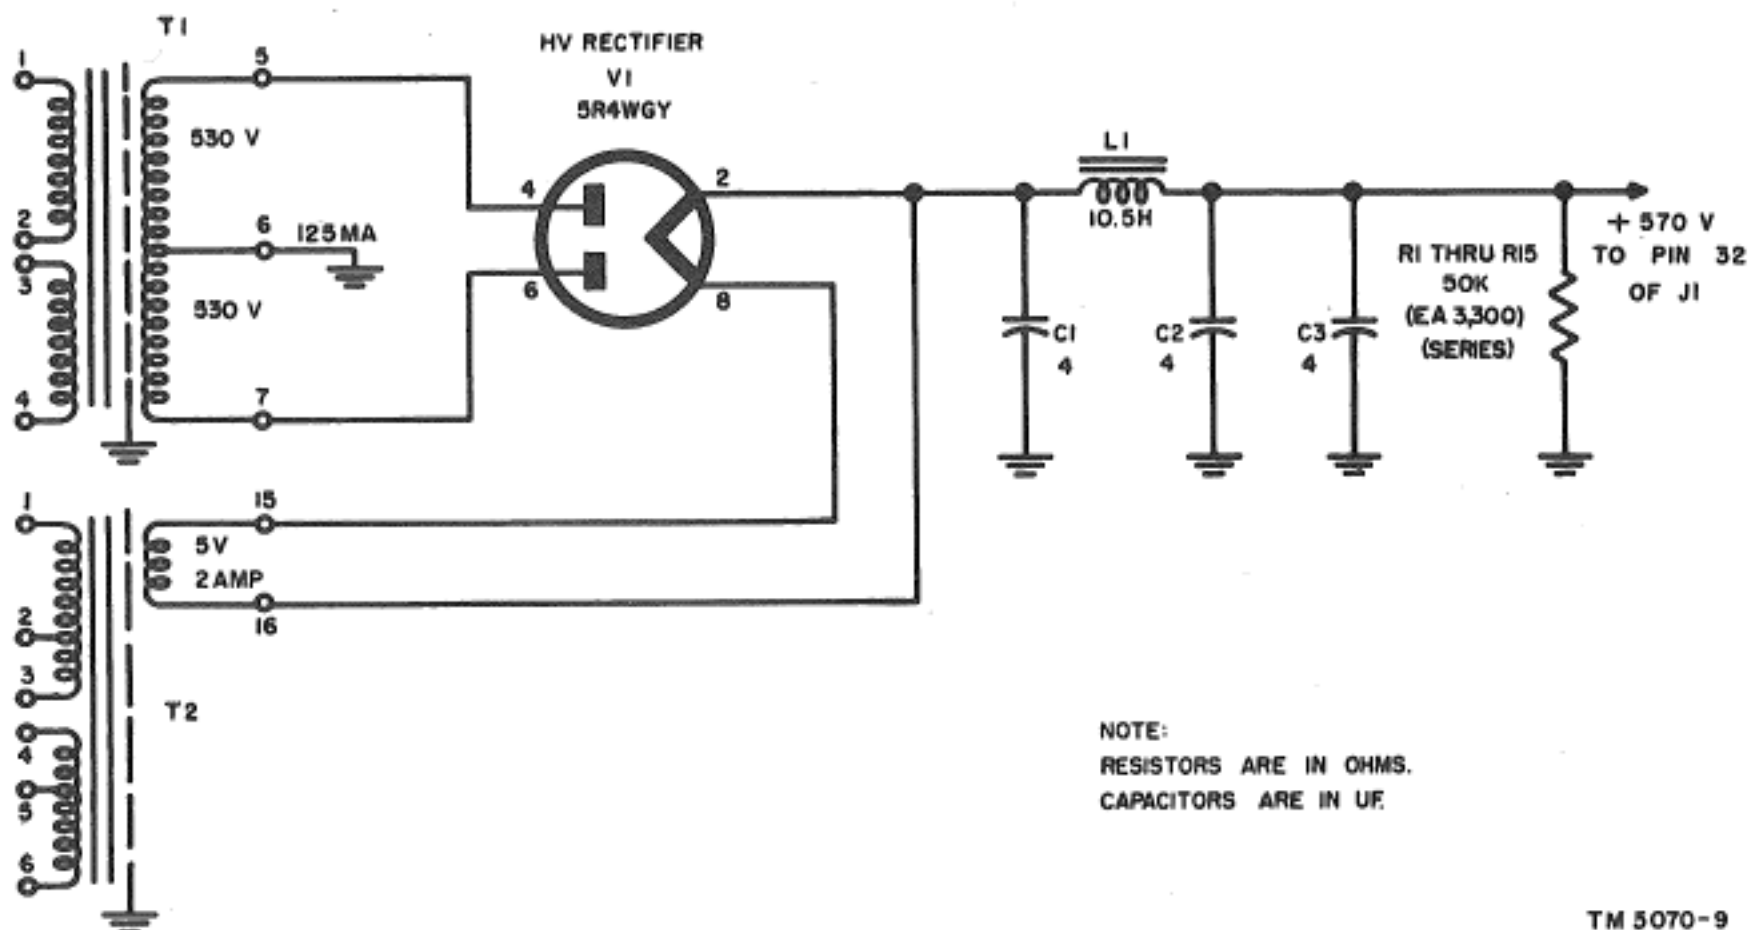 T1
1
2
3
4
5
530 V
6
125MA
530 V
7
HV RECTIFIER
V1
5R4WGY
4
2
6
8
L1
10.5H
C1
4
C2
4
C3
4
R1 THRU R15
50K
(EA 3,300)
(SERIES)
+ 570 V
TO PIN 32
OF J1
1
2
3
4
5
6
15
5V
2 AMP
16
T2
NOTE:
RESISTORS ARE IN OHMS.
CAPACITORS ARE IN UF.
TM 5070-9